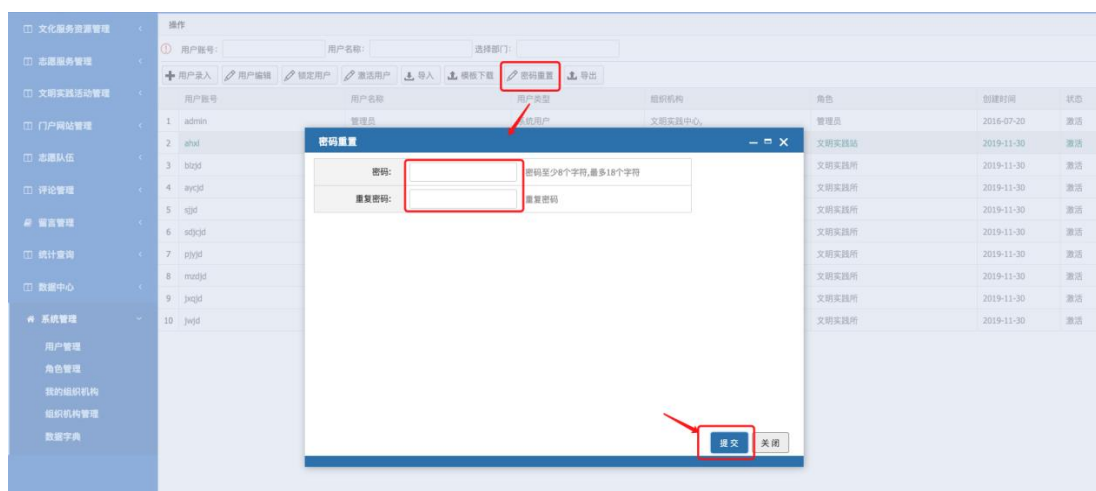 文化服务资源管理
志愿服务管理
文明实践活动管理
门户网站管理
志愿队伍
评论管理
留言管理
统计查询
数据中心
系统管理
用户管理
角色管理
我的组织机构
组织机构管理
数据字典
操作
用户账号: 用户名称: 选择部门:
用户录入 用户编辑 锁定用户 激活用户 导入 模板下载 密码重置 导出
用户账号 用户名称 用户类型 组织机构 角色 创建时间 状态
1 admin 管理员 系统用户 文明实践中心, 管理员 2016-07-20 激活
2 ahxl 文明实践站 2019-11-30 激活
3 blzjd 文明实践所 2019-11-30 激活
4 aycjd 文明实践所 2019-11-30 激活
5 sjjd 文明实践所 2019-11-30 激活
6 sdjcjd 文明实践所 2019-11-30 激活
7 pjyjd 文明实践所 2019-11-30 激活
8 mzdjd 文明实践所 2019-11-30 激活
9 jxqjd 文明实践所 2019-11-30 激活
10 jwjd 文明实践所 2019-11-30 激活
密码重置
密码: 密码至少8个字符,最多18个字符
重复密码: 重复密码
提交 关闭